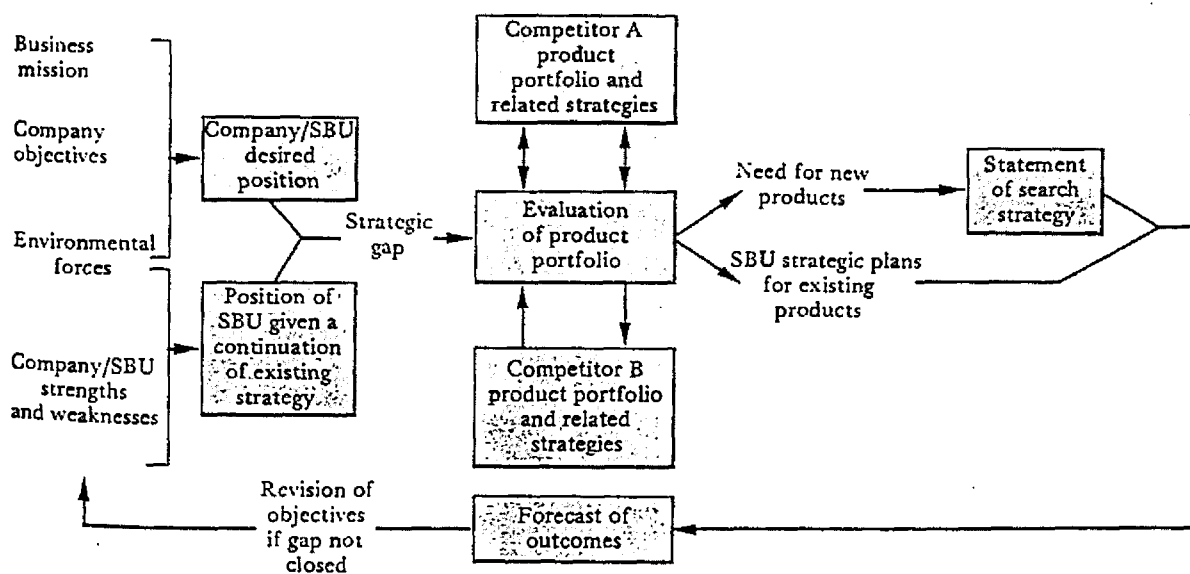 Business
mission
Company
objectives
Environmental
forces
Company/SBU
strengths
and weaknesses
Company/SBU
desired
position
Position of
SBU given a
continuation
of existing
strategy
Strategic
gap
Competitor A
product
portfolio and
related strategies
Evaluation
of product
portfolio
Competitor B
product portfolio
and related
strategies
Need for new
products
SBU strategic plans
for existing
products
Statement
of search
strategy
Forecast of
outcomes
Revision of
objectives
if gap not
closed